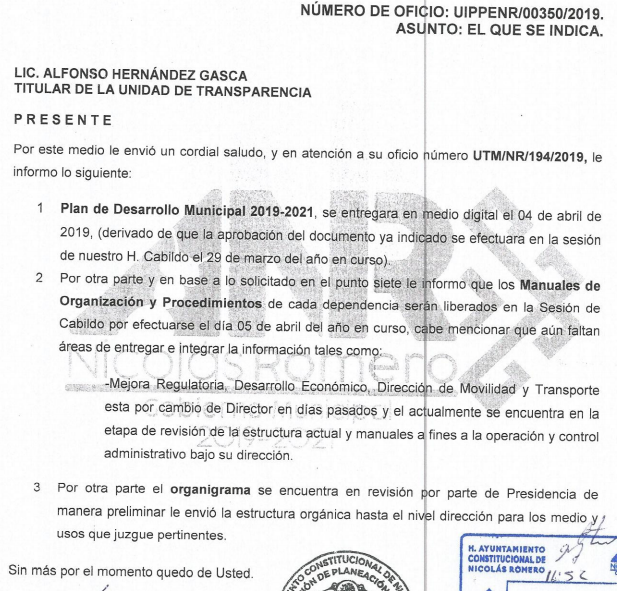 NÚMERO DE OFICIO: UIPPENR/00350/2019.
ASUNTO: EL QUE SE INDICA.
LIC. ALFONSO HERNÁNDEZ GASCA
TITULAR DE LA UNIDAD DE TRANSPARENCIA
P R E S E N T E
Por este medio le envió un cordial saludo, y en atención a su oficio número UTM/NR/194/2019, le
informo lo siguiente:
1 Plan de Desarrollo Municipal 2019-2021, se entregara en medio digital el 04 de abril de
2019, (derivado de que la aprobación del documento ya indicado se efectuara en la sesión
de nuestro H. Cabildo el 29 de marzo del año en curso).
2 Por otra parte y en base a lo solicitado en el punto siete le informo que los Manuales de
Organización y Procedimientos de cada dependencia serán liberados en la Sesión de
Cabildo por efectuarse el día 05 de abril del año en curso, cabe mencionar que aún faltan
áreas de entregar e integrar la información tales como:
-Mejora Regulatoria, Desarrollo Económico, Dirección de Movilidad y Transporte
esta por cambio de Director en días pasados y el actualmente se encuentra en la
etapa de revisión de la estructura actual y manuales a fines a la operación y control
administrativo bajo su dirección.
3 Por otra parte el organigrama se encuentra en revisión por parte de Presidencia de
manera preliminar le envió la estructura orgánica hasta el nivel dirección para los medio y
usos que juzgue pertinentes.
Sin más por el momento quedo de Usted.
ANR
Nicolás Romero
Gobierno Municipal
2019-2021
H. AYUNTAMIENTO
CONSTITUCIONAL DE
NICOLÁS ROMERO
CONSTITUCIONAL DE
DE PLANEACIÓN